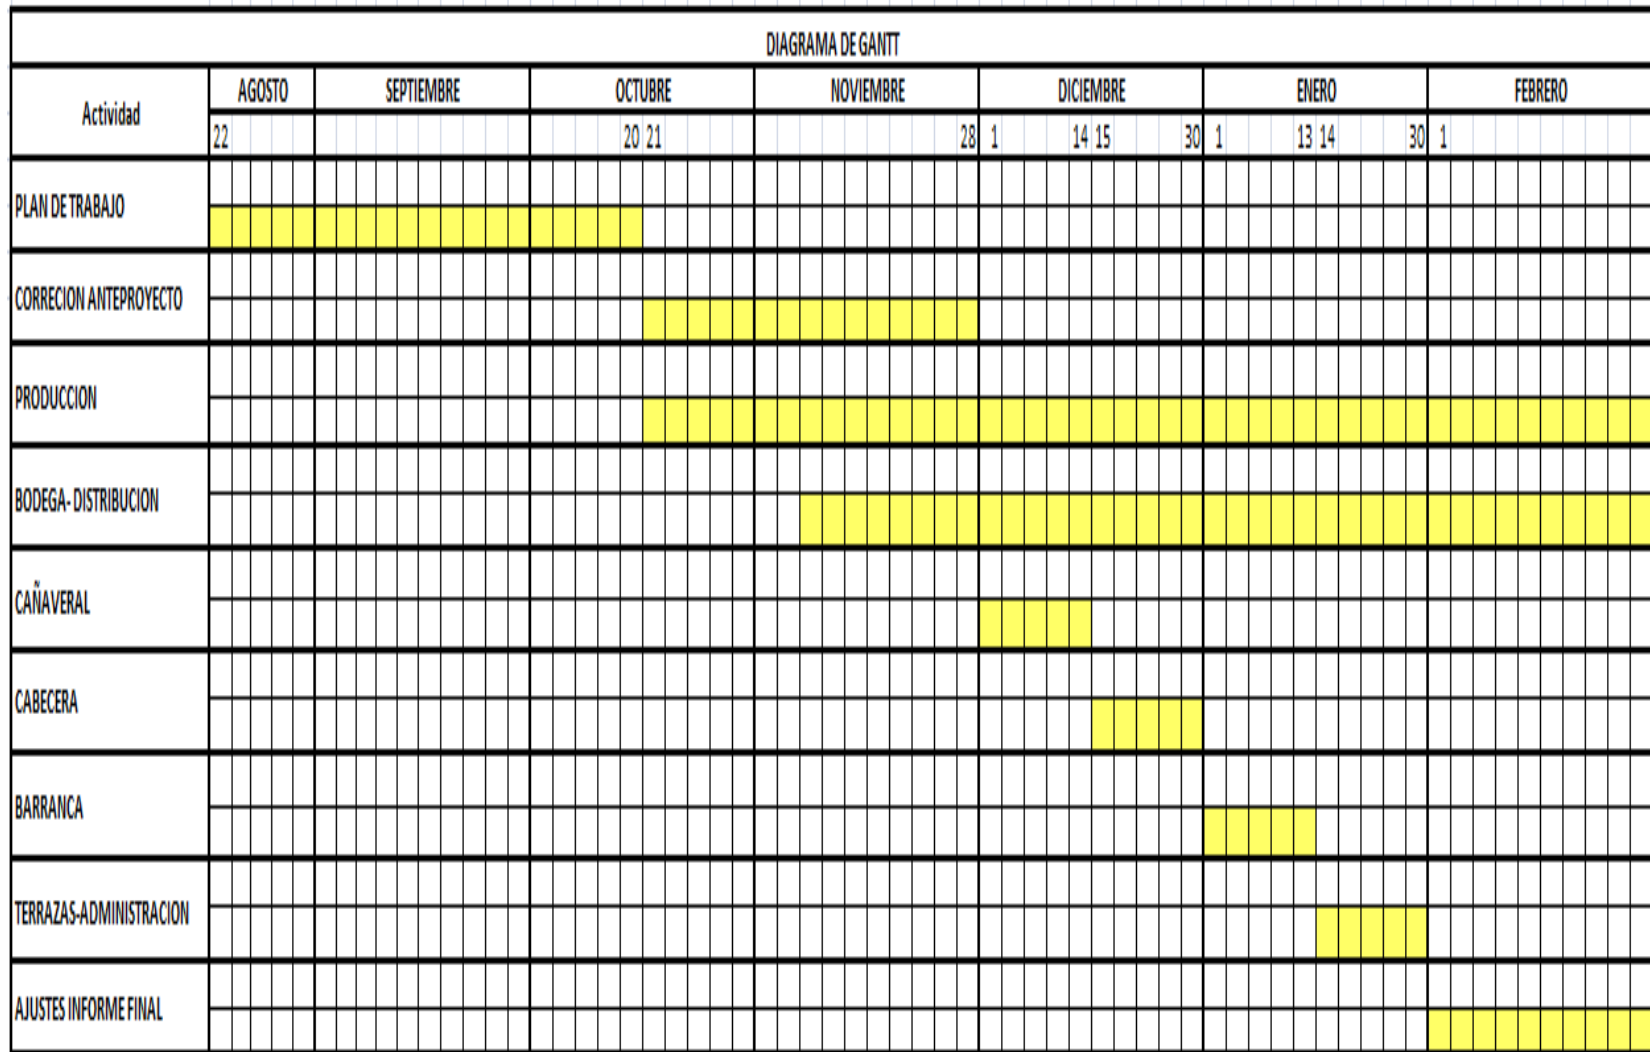 DIAGRAMA DE GANTT
Actividad
AGOSTO SEPTIEMBRE OCTUBRE NOVIEMBRE DICIEMBRE ENERO FEBRERO
22 20 21 28 1 14 15 30 1 13 14 30 1
PLAN DE TRABAJO
CORRECION ANTEPROYECTO
PRODUCCION
BODEGA- DISTRIBUCION
CAÑAVERAL
CABECERA
BARRANCA
TERRAZAS-ADMINISTRACION
AJUSTES INFORME FINAL